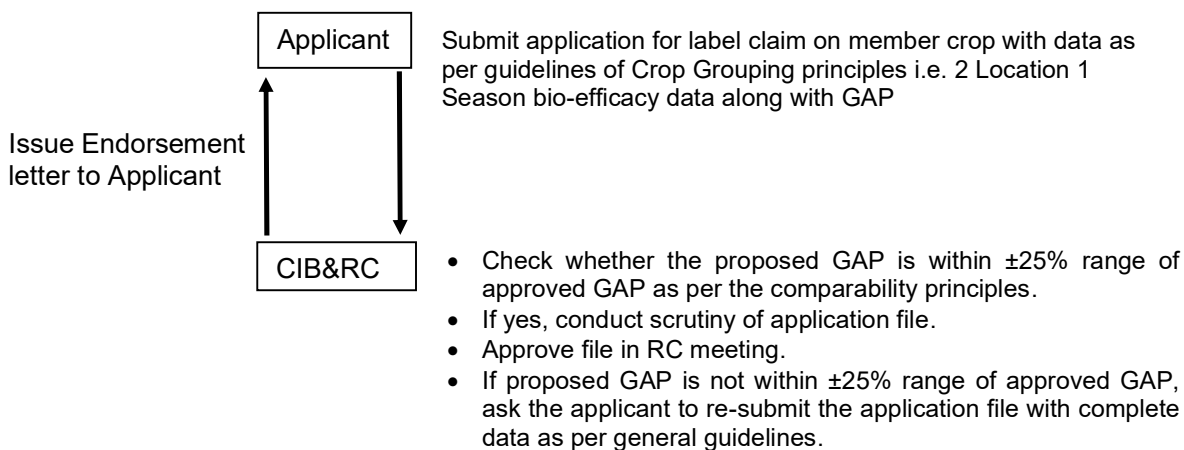 Applicant
Submit application for label claim on member crop with data as
per guidelines of Crop Grouping principles i.e. 2 Location 1
Season bio-efficacy data along with GAP
Issue Endorsement
letter to Applicant
CIB&RC
• Check whether the proposed GAP is within ±25% range of
approved GAP as per the comparability principles.
• If yes, conduct scrutiny of application file.
• Approve file in RC meeting.
• If proposed GAP is not within ±25% range of approved GAP,
ask the applicant to re-submit the application file with complete
data as per general guidelines.